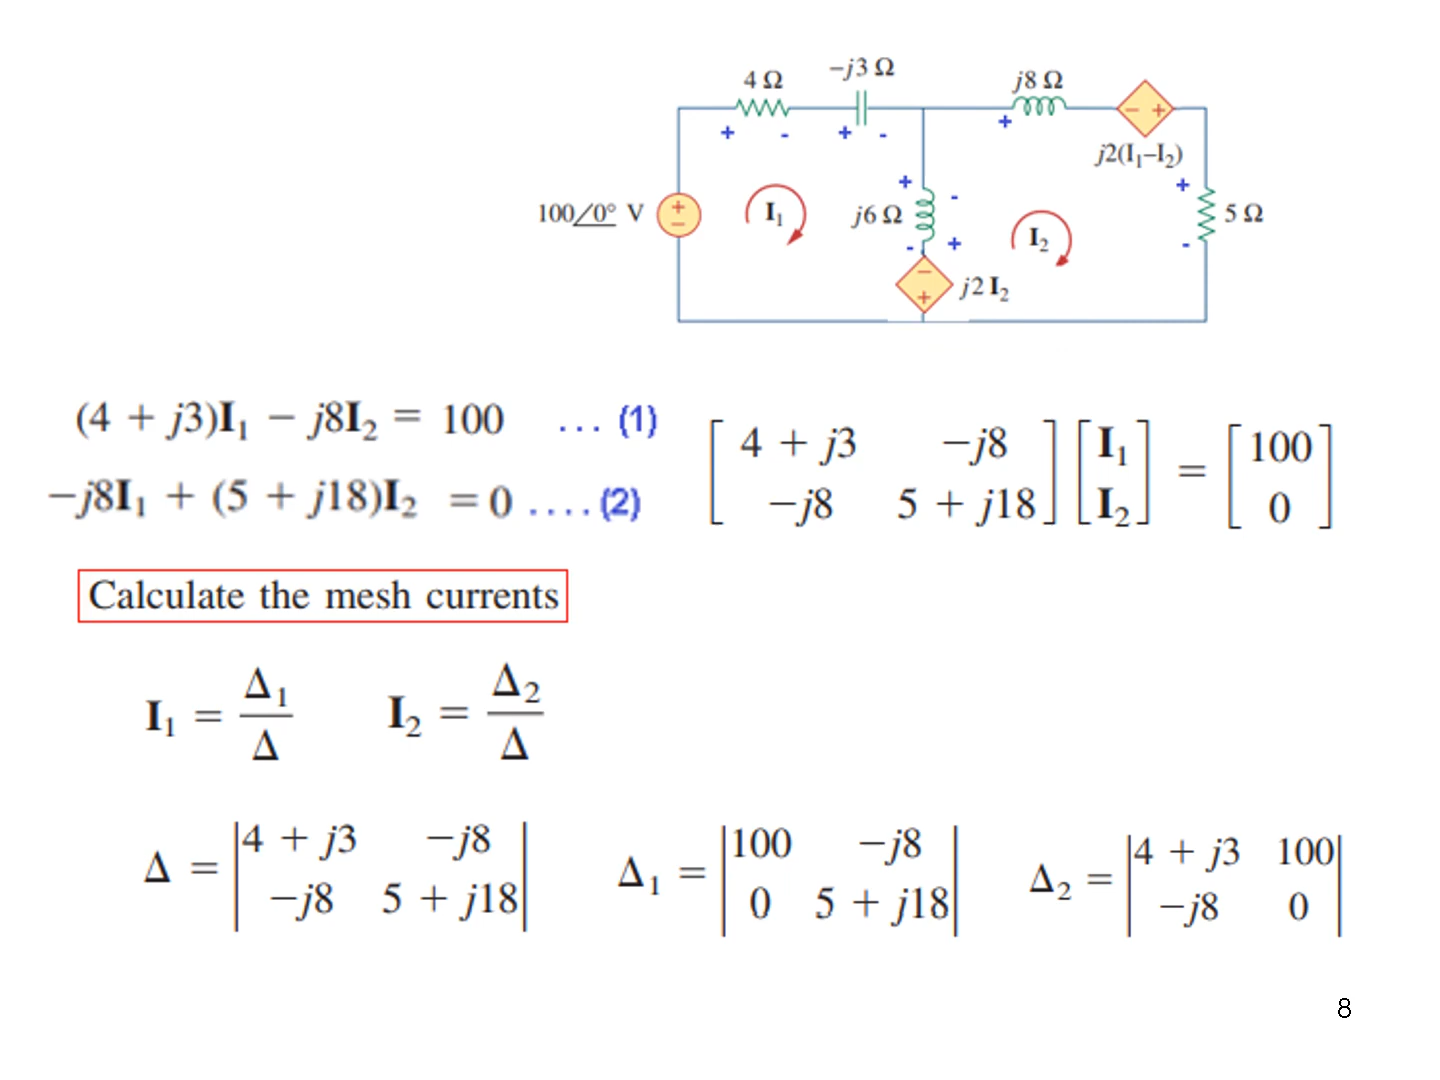 4 Ω −j3 Ω j8 Ω
+ - + - + − +
j2(I₁−I₂)
100∠0° V + − I₁ j6 Ω + - - + I₂ + - 5 Ω
− + j2 I₂
(4 + j3)I₁ − j8I₂ = 100 ... (1)
−j8I₁ + (5 + j18)I₂ = 0 ....(2)
[4 + j3 −j8] [I₁] = [100]
[−j8 5 + j18] [I₂] [0]
Calculate the mesh currents
I₁ = Δ₁/Δ I₂ = Δ₂/Δ
Δ = |4 + j3 −j8|
|−j8 5 + j18|
Δ₁ = |100 −j8|
|0 5 + j18|
Δ₂ = |4 + j3 100|
|−j8 0|
8